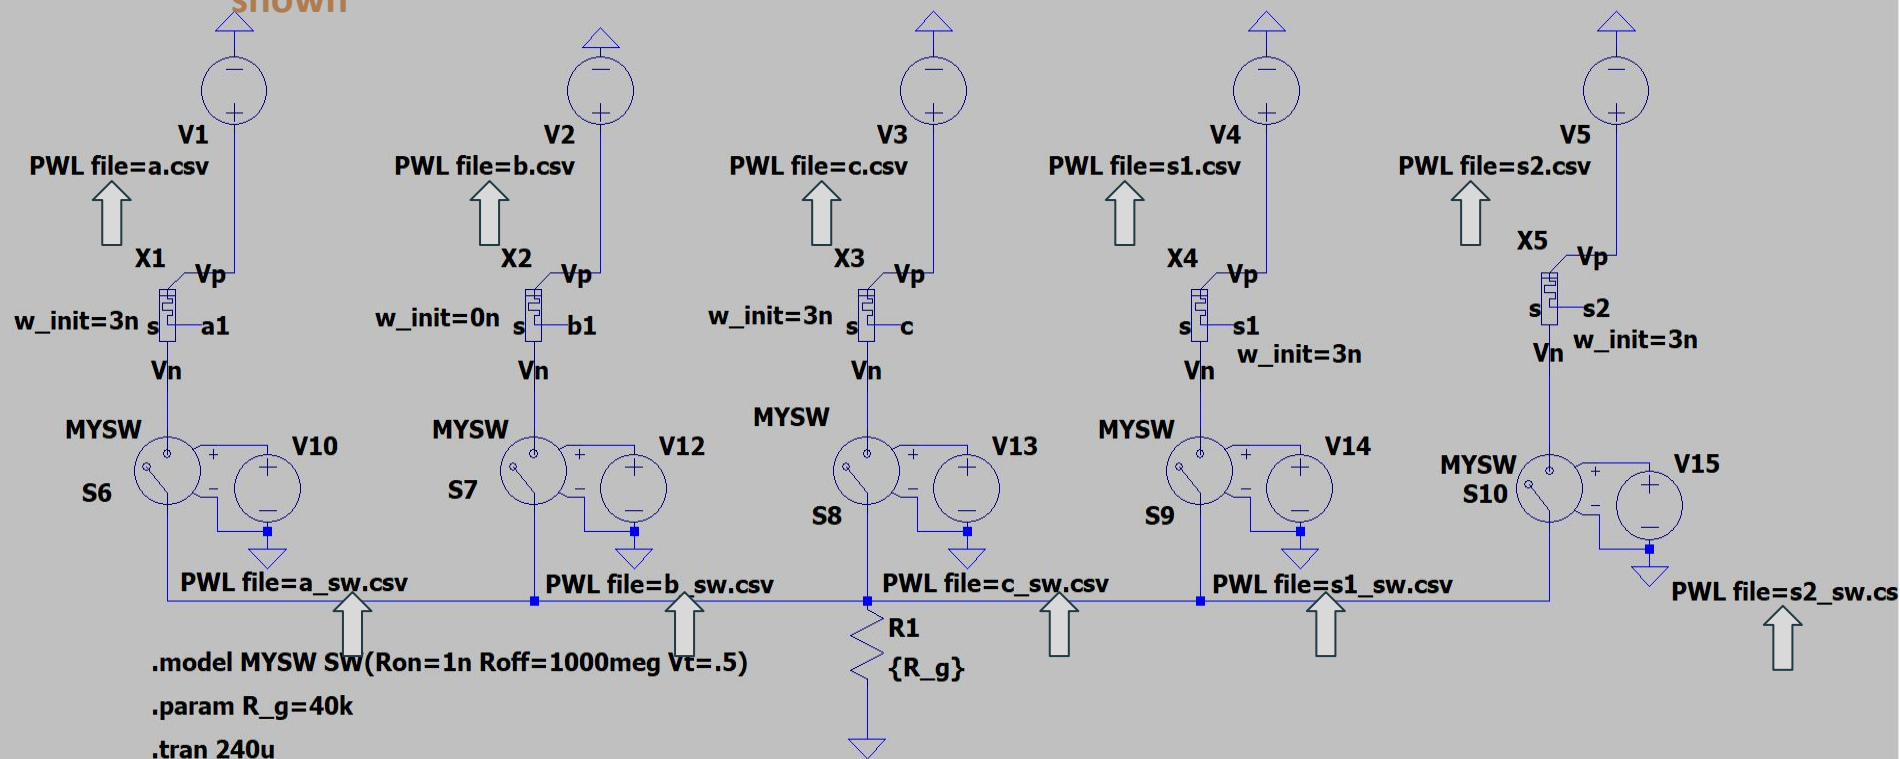 shown
V1
V2
V3
V4
V5
PWL file=a.csv
PWL file=b.csv
PWL file=c.csv
PWL file=s1.csv
PWL file=s2.csv
X1
Vp
X2
Vp
X3
Vp
X4
Vp
X5
Vp
w_init=3n
s
a1
w_init=0n
s
b1
w_init=3n
s
c
s
s1
w_init=3n
s
s2
w_init=3n
Vn
Vn
Vn
Vn
Vn
MYSW
V10
S6
MYSW
V12
S7
MYSW
V13
S8
MYSW
V14
S9
MYSW
V15
S10
PWL file=a_sw.csv
PWL file=b_sw.csv
PWL file=c_sw.csv
PWL file=s1_sw.csv
PWL file=s2_sw.cs
R1
{R_g}
.model MYSW SW(Ron=1n Roff=1000meg Vt=.5)
.param R_g=40k
.tran 240u